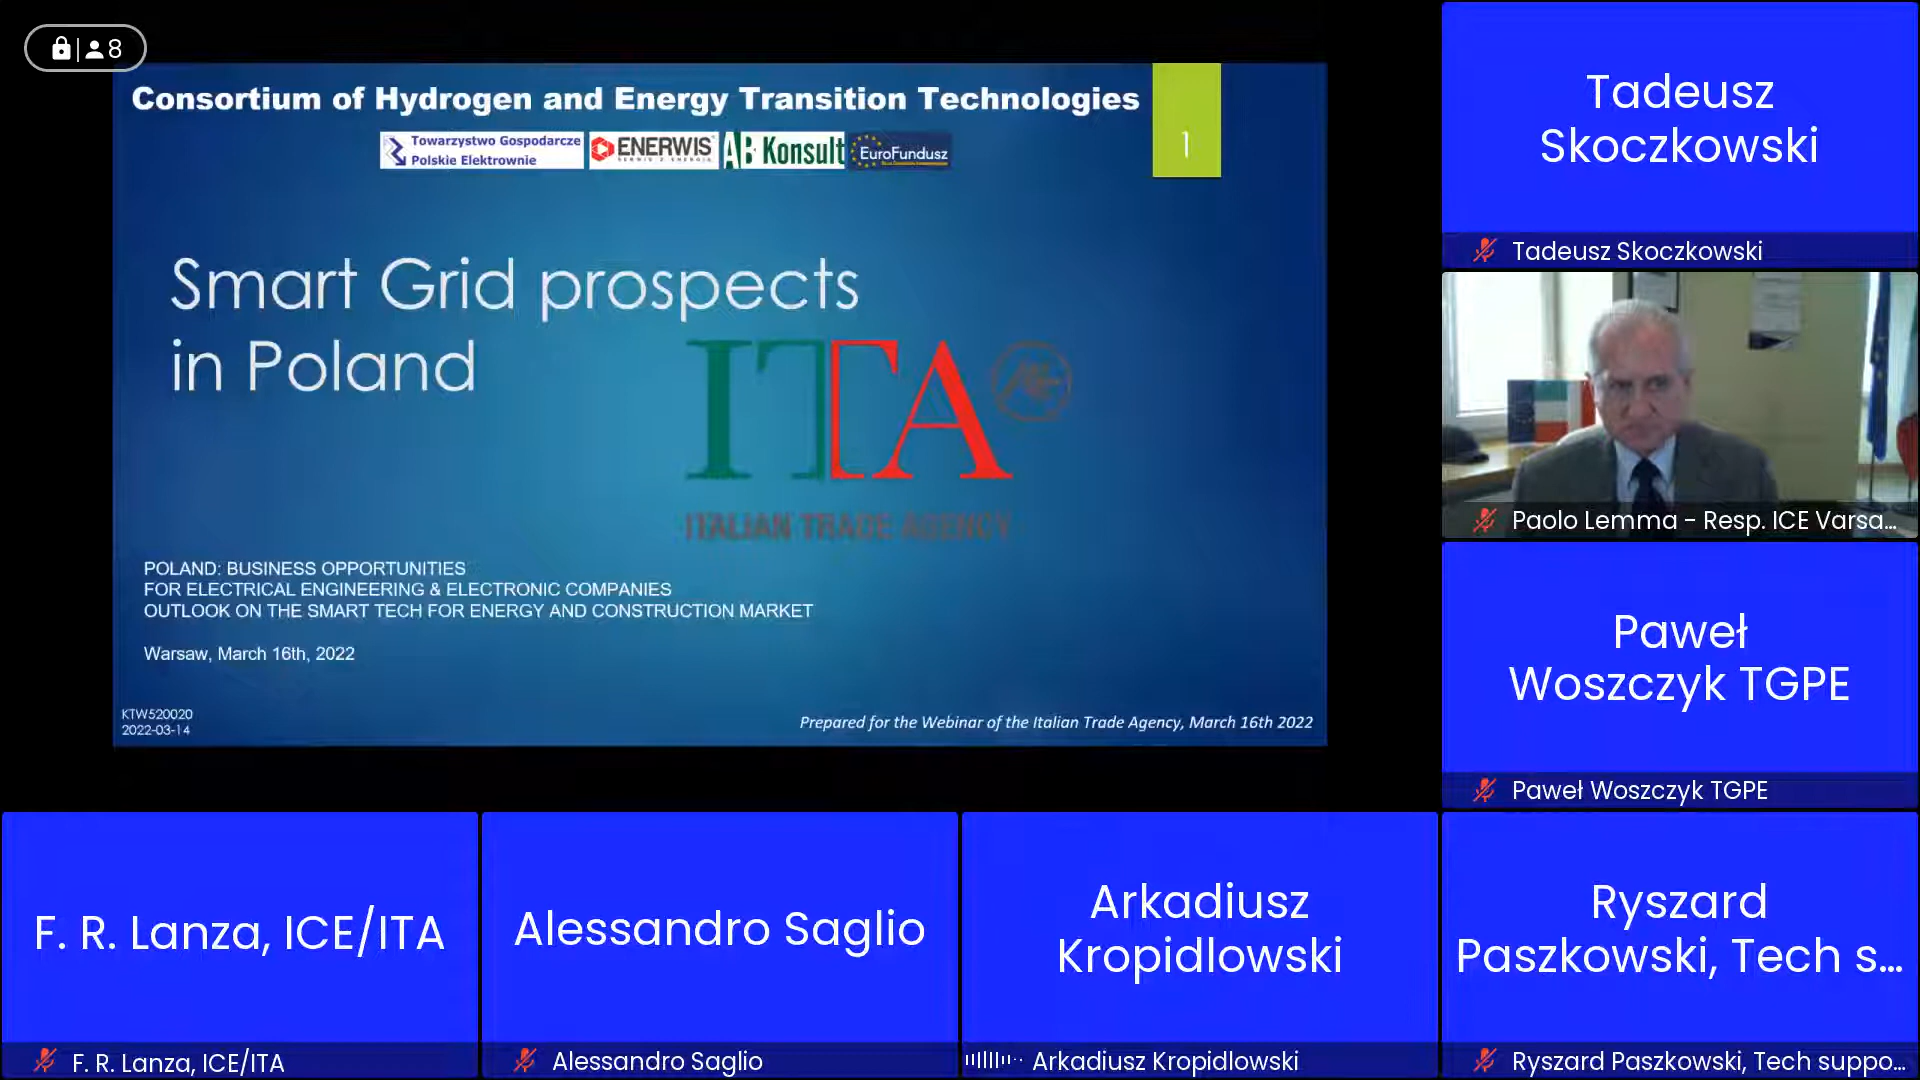 8
Consortium of Hydrogen and Energy Transition Technologies
Towarzystwo Gospodarcze
Polskie Elektrownie
ENERWIS
SERWIS Z ENERGIĄ
AB Konsult
EuroFundusz
1
Smart Grid prospects
in Poland
ITA
ITALIAN TRADE AGENCY
POLAND: BUSINESS OPPORTUNITIES
FOR ELECTRICAL ENGINEERING & ELECTRONIC COMPANIES
OUTLOOK ON THE SMART TECH FOR ENERGY AND CONSTRUCTION MARKET
Warsaw, March 16th, 2022
KTW520020
2022-03-14
Prepared for the Webinar of the Italian Trade Agency, March 16th 2022
Tadeusz
Skoczkowski
Tadeusz Skoczkowski
Paolo Lemma - Resp. ICE Varsa...
Paweł
Woszczyk TGPE
Paweł Woszczyk TGPE
F. R. Lanza, ICE/ITA
F. R. Lanza, ICE/ITA
Alessandro Saglio
Alessandro Saglio
Arkadiusz
Kropidlowski
Arkadiusz Kropidlowski
Ryszard
Paszkowski, Tech s...
Ryszard Paszkowski, Tech suppo...